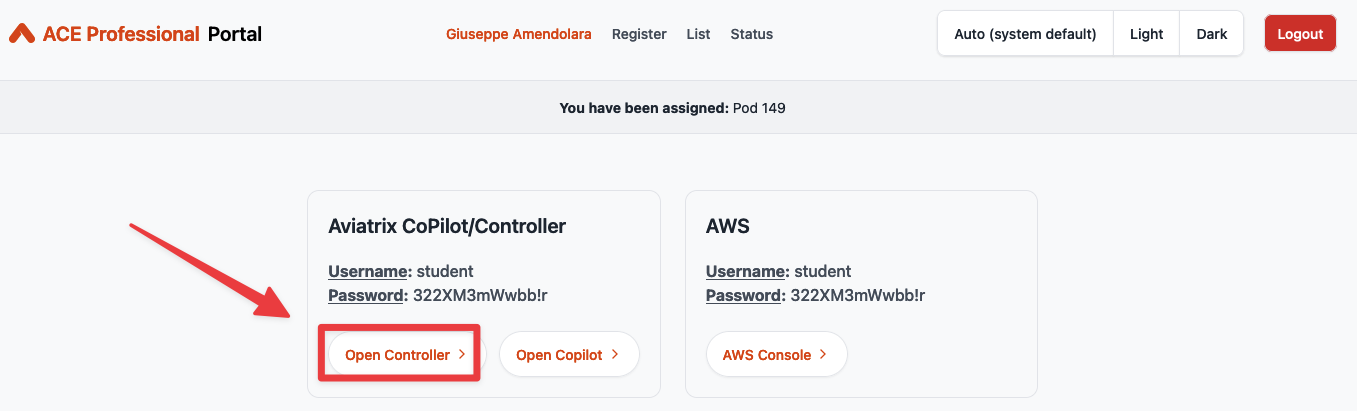 ACE Professional Portal
Giuseppe Amendolara Register List Status
Auto (system default) Light Dark
Logout
You have been assigned: Pod 149
Aviatrix CoPilot/Controller
Username: student
Password: 322XM3mWwbb!r
Open Controller >
Open Copilot >
AWS
Username: student
Password: 322XM3mWwbb!r
AWS Console >